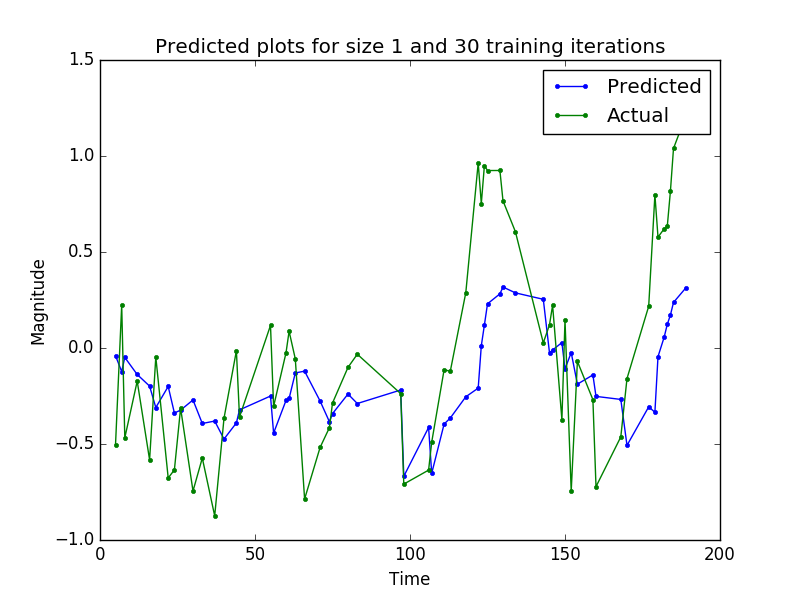 Predicted plots for size 1 and 30 training iterations
Predicted
Actual
1.5
1.0
0.5
0.0
−0.5
−1.0
Magnitude
0
50
100
150
200
Time